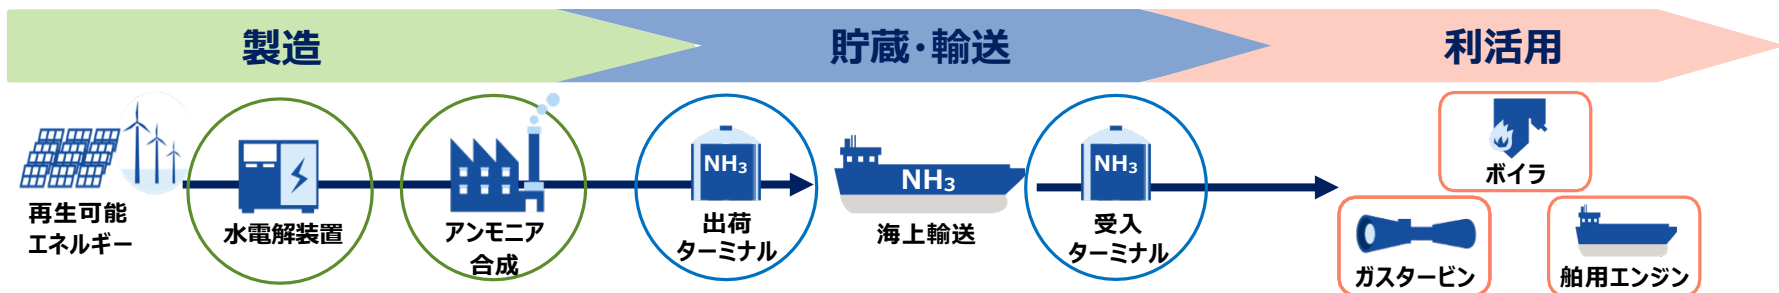 製造
貯蔵・輸送
利活用
再生可能
エネルギー
水電解装置
アンモニア
合成
NH₃
出荷
ターミナル
NH₃
海上輸送
NH₃
受入
ターミナル
ボイラ
ガスタービン
舶用エンジン